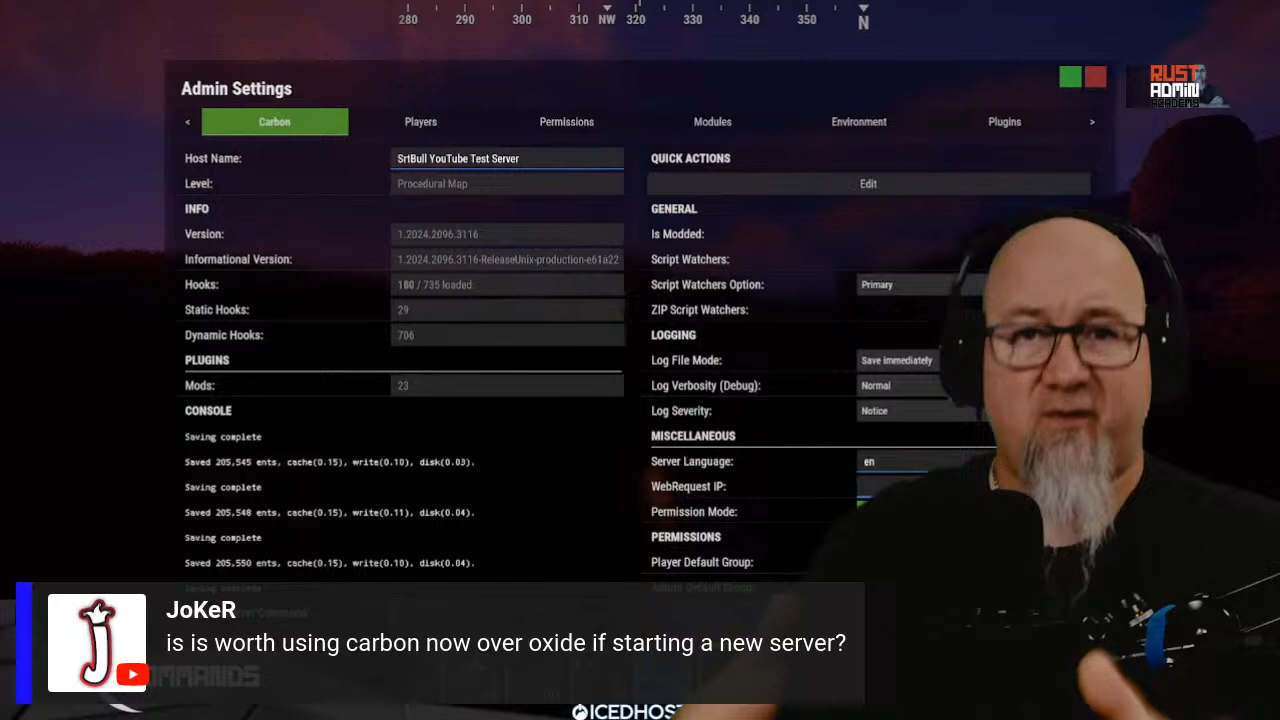 280 290 300 310 NW 320 330 340 350 N
Admin Settings
RUST
ADMIN
ACADEMY
< Carbon Players Permissions Modules Environment Plugins >
Host Name: SrtBull YouTube Test Server
Level: Procedural Map
INFO
Version: 1.2024.2096.3116
Informational Version: 1.2024.2096.3116-ReleaseUnix-production-e61a22
Hooks: 180 / 735 loaded
Static Hooks: 29
Dynamic Hooks: 706
PLUGINS
Mods: 23
CONSOLE
Saving complete
Saved 205,545 ents, cache(0.15), write(0.10), disk(0.03).
Saving complete
Saved 205,548 ents, cache(0.15), write(0.11), disk(0.04).
Saving complete
Saved 205,550 ents, cache(0.15), write(0.10), disk(0.04).
QUICK ACTIONS
Edit
GENERAL
Is Modded:
Script Watchers:
Script Watchers Option: Primary
ZIP Script Watchers:
LOGGING
Log File Mode: Save immediately
Log Verbosity (Debug): Normal
Log Severity: Notice
MISCELLANEOUS
Server Language: en
WebRequest IP:
Permission Mode:
PERMISSIONS
Player Default Group:
Admin Default Group:
JoKeR
is is worth using carbon now over oxide if starting a new server?
ICEDHOST